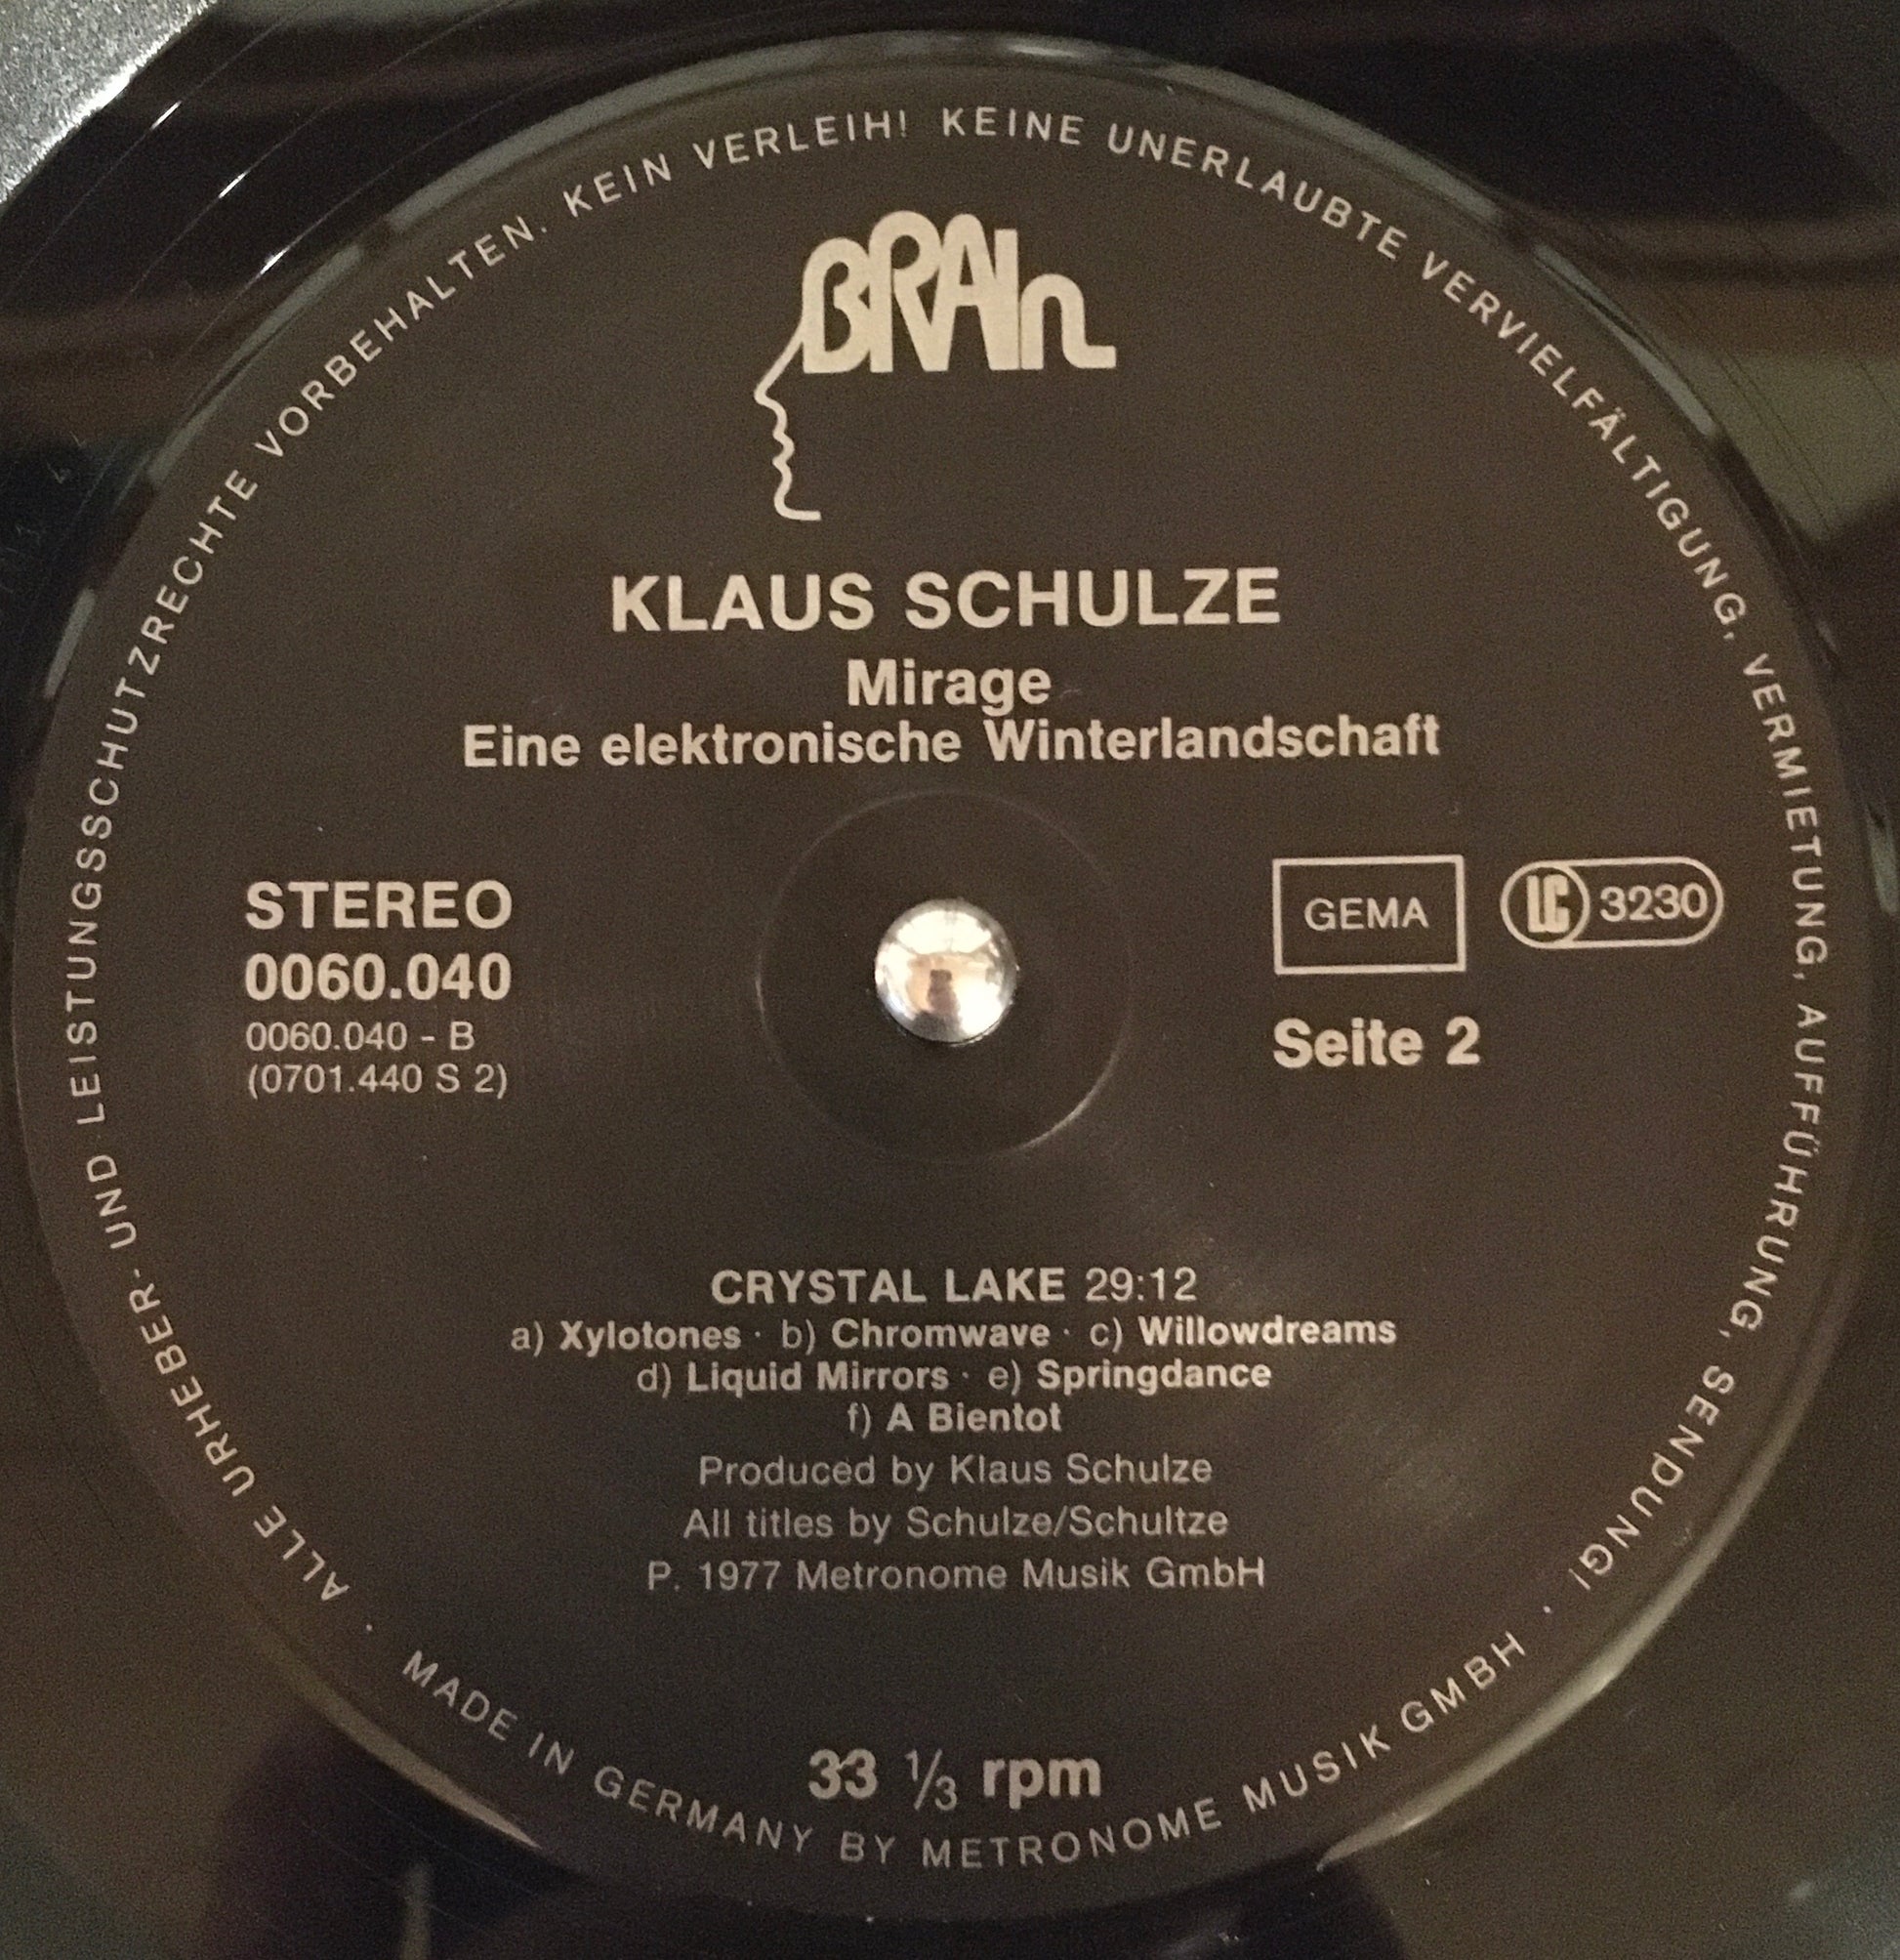 BRAIn
KLAUS SCHULZE
Mirage
Eine elektronische Winterlandschaft
STEREO
0060.040
0060.040 - B
(0701.440 S 2)
GEMA
LC 3230
Seite 2
CRYSTAL LAKE 29:12
a) Xylotones · b) Chromwave · c) Willowdreams
d) Liquid Mirrors · e) Springdance
f) A Bientot
Produced by Klaus Schulze
All titles by Schulze/Schultze
P. 1977 Metronome Musik GmbH
33 1/3 rpm
ALLE URHEBER- UND LEISTUNGSSCHUTZRECHTE VORBEHALTEN. KEIN VERLEIH! KEINE UNERLAUBTE VERVIELFÄLTIGUNG, VERMIETUNG, AUFFÜHRUNG, SENDUNG!
· MADE IN GERMANY BY METRONOME MUSIK GMBH ·